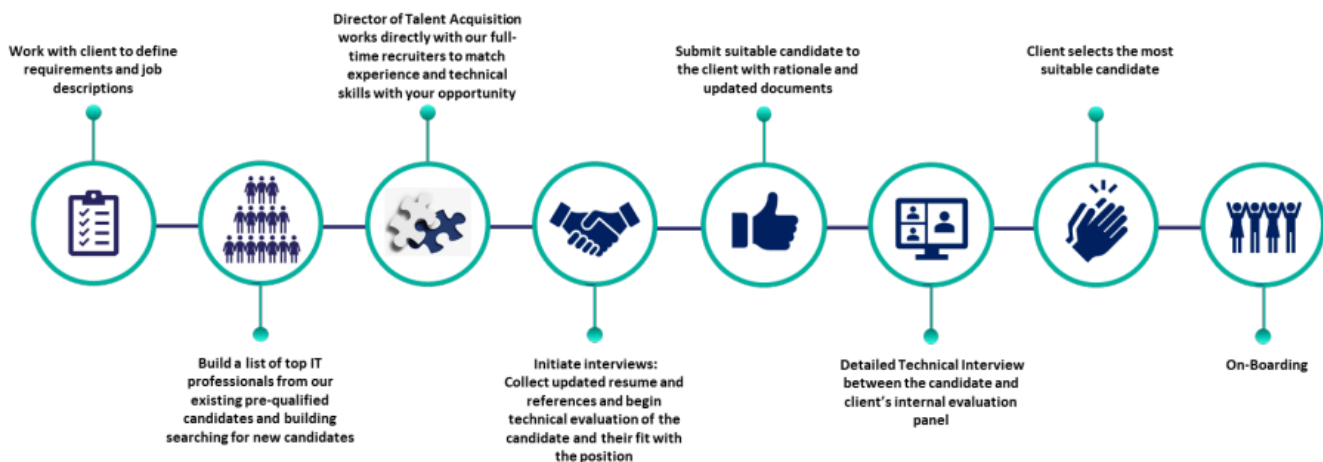 Work with client to define
requirements and job
descriptions
Build a list of top IT
professionals from our
existing pre-qualified
candidates and building
searching for new candidates
Director of Talent Acquisition
works directly with our full-
time recruiters to match
experience and technical
skills with your opportunity
Initiate interviews:
Collect updated resume and
references and begin
technical evaluation of the
candidate and their fit with
the position
Submit suitable candidate to
the client with rationale and
updated documents
Detailed Technical Interview
between the candidate and
client's internal evaluation
panel
Client selects the most
suitable candidate
On-Boarding